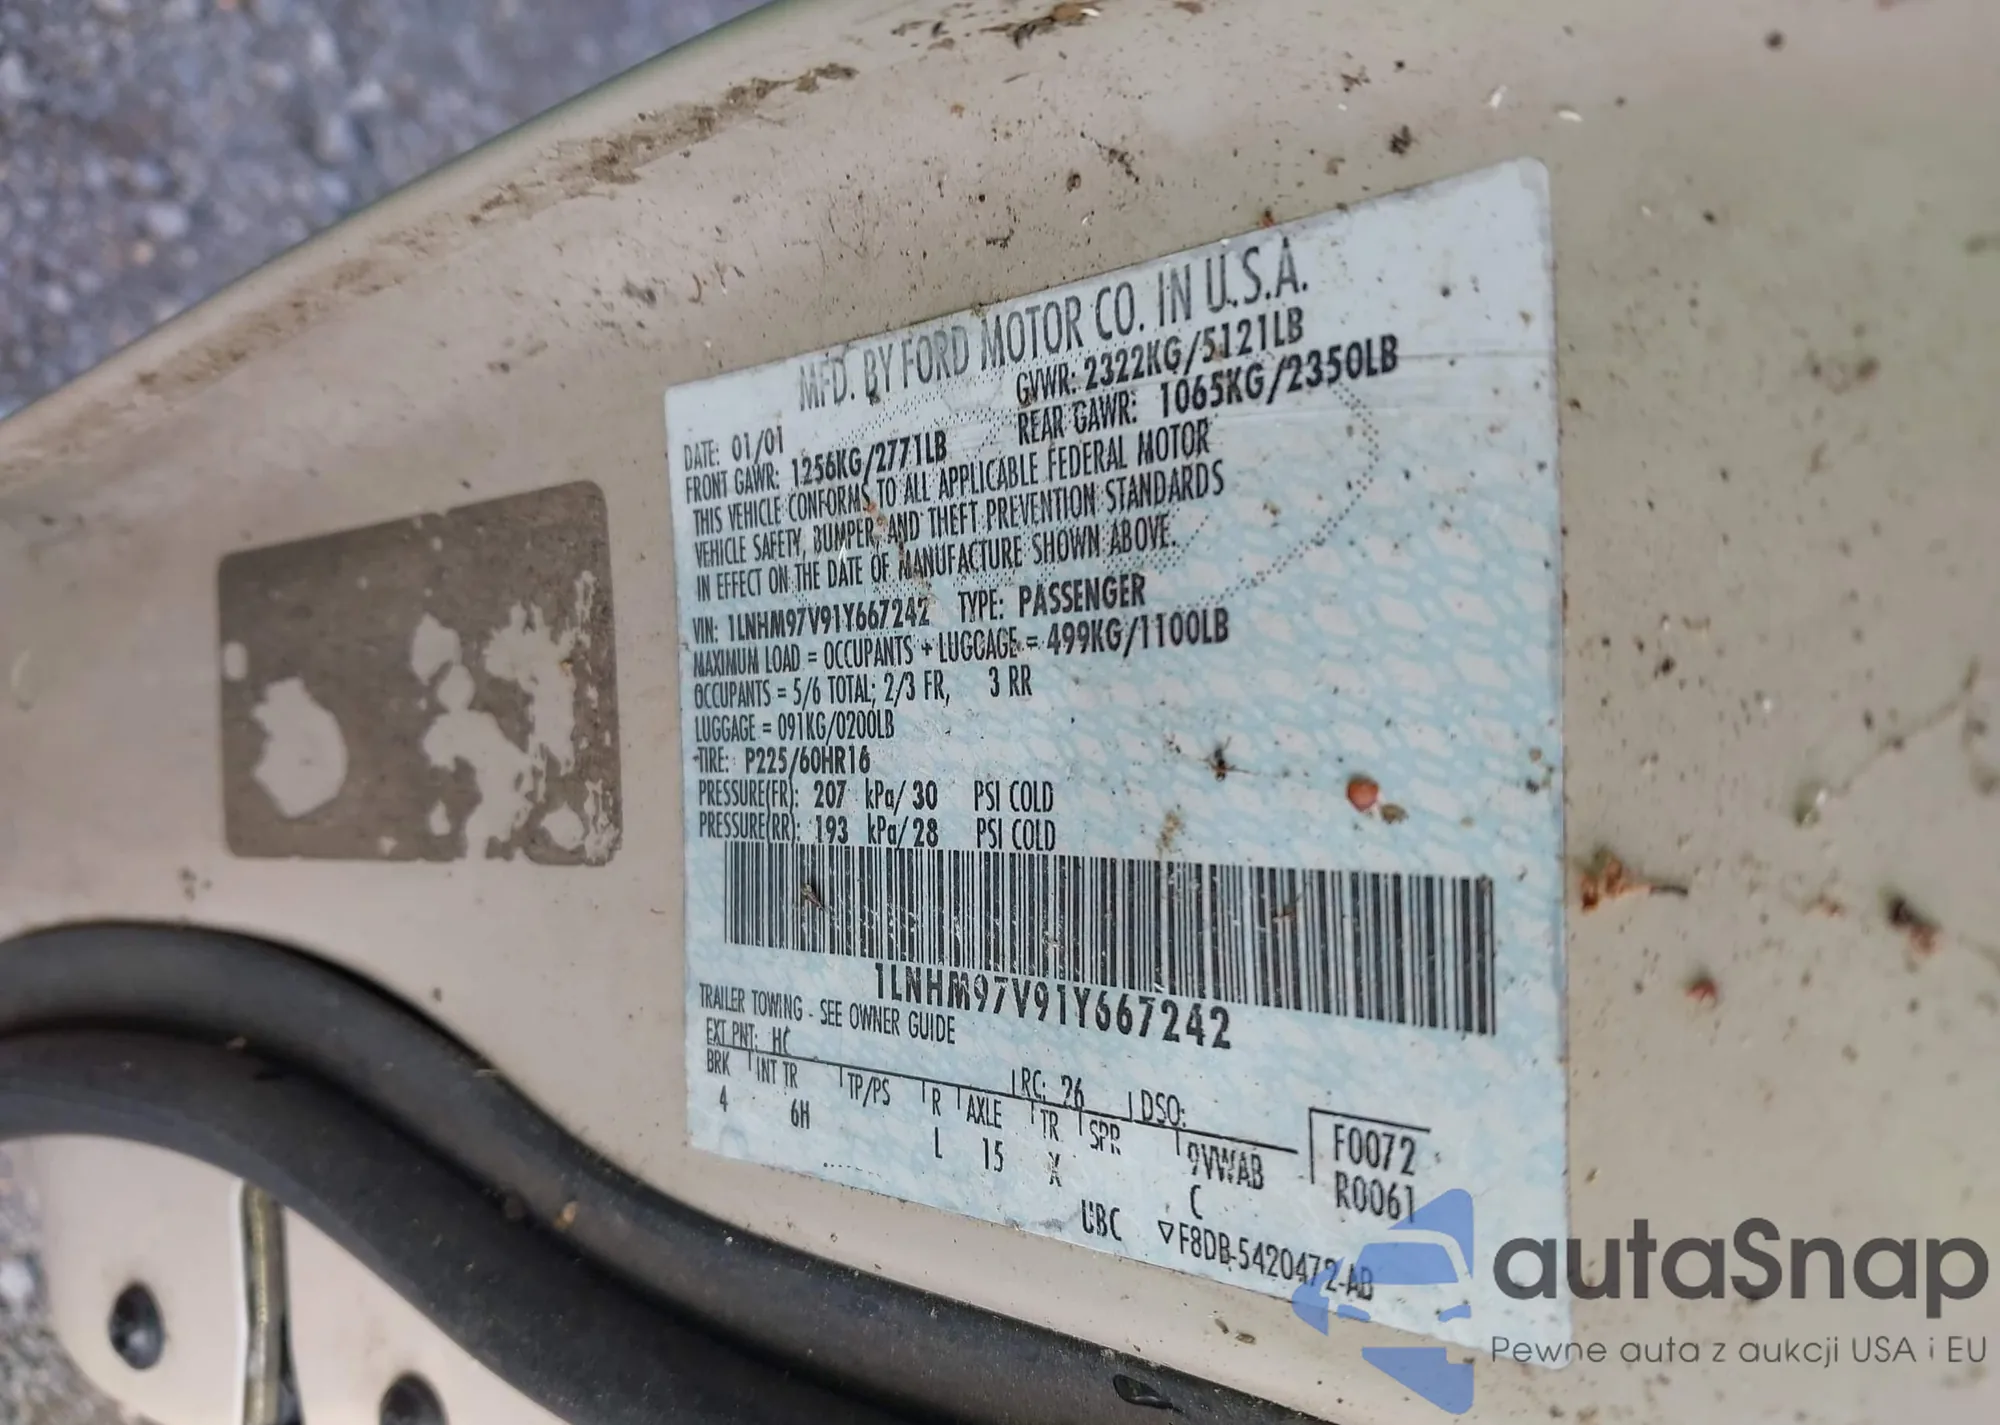 MFD. BY FORD MOTOR CO. IN U.S.A.
DATE: 01/01 GVWR: 2322KG/5121LB
FRONT GAWR: 1256KG/2771LB REAR GAWR: 1065KG/2350LB
THIS VEHICLE CONFORMS TO ALL APPLICABLE FEDERAL MOTOR
VEHICLE SAFETY, BUMPER, AND THEFT PREVENTION STANDARDS
IN EFFECT ON THE DATE OF MANUFACTURE SHOWN ABOVE.
VIN: 1LNHM97V91Y667242 TYPE: PASSENGER
MAXIMUM LOAD = OCCUPANTS + LUGGAGE = 499KG/1100LB
OCCUPANTS = 5/6 TOTAL; 2/3 FR, 3 RR
LUGGAGE = 091KG/0200LB
TIRE: P225/60HR16
PRESSURE(FR): 207 kPa/ 30 PSI COLD
PRESSURE(RR): 193 kPa/ 28 PSI COLD
1LNHM97V91Y667242
TRAILER TOWING - SEE OWNER GUIDE
EXT PNT: HC RC: 26 DSO:
BRK INT TR TP/PS R AXLE TR SPR 9VWAB F0072
4 6H L 15 X C R0061
UBC ▽F8DB-5420472-AB
autaSnap
Pewne auta z aukcji USA i EU